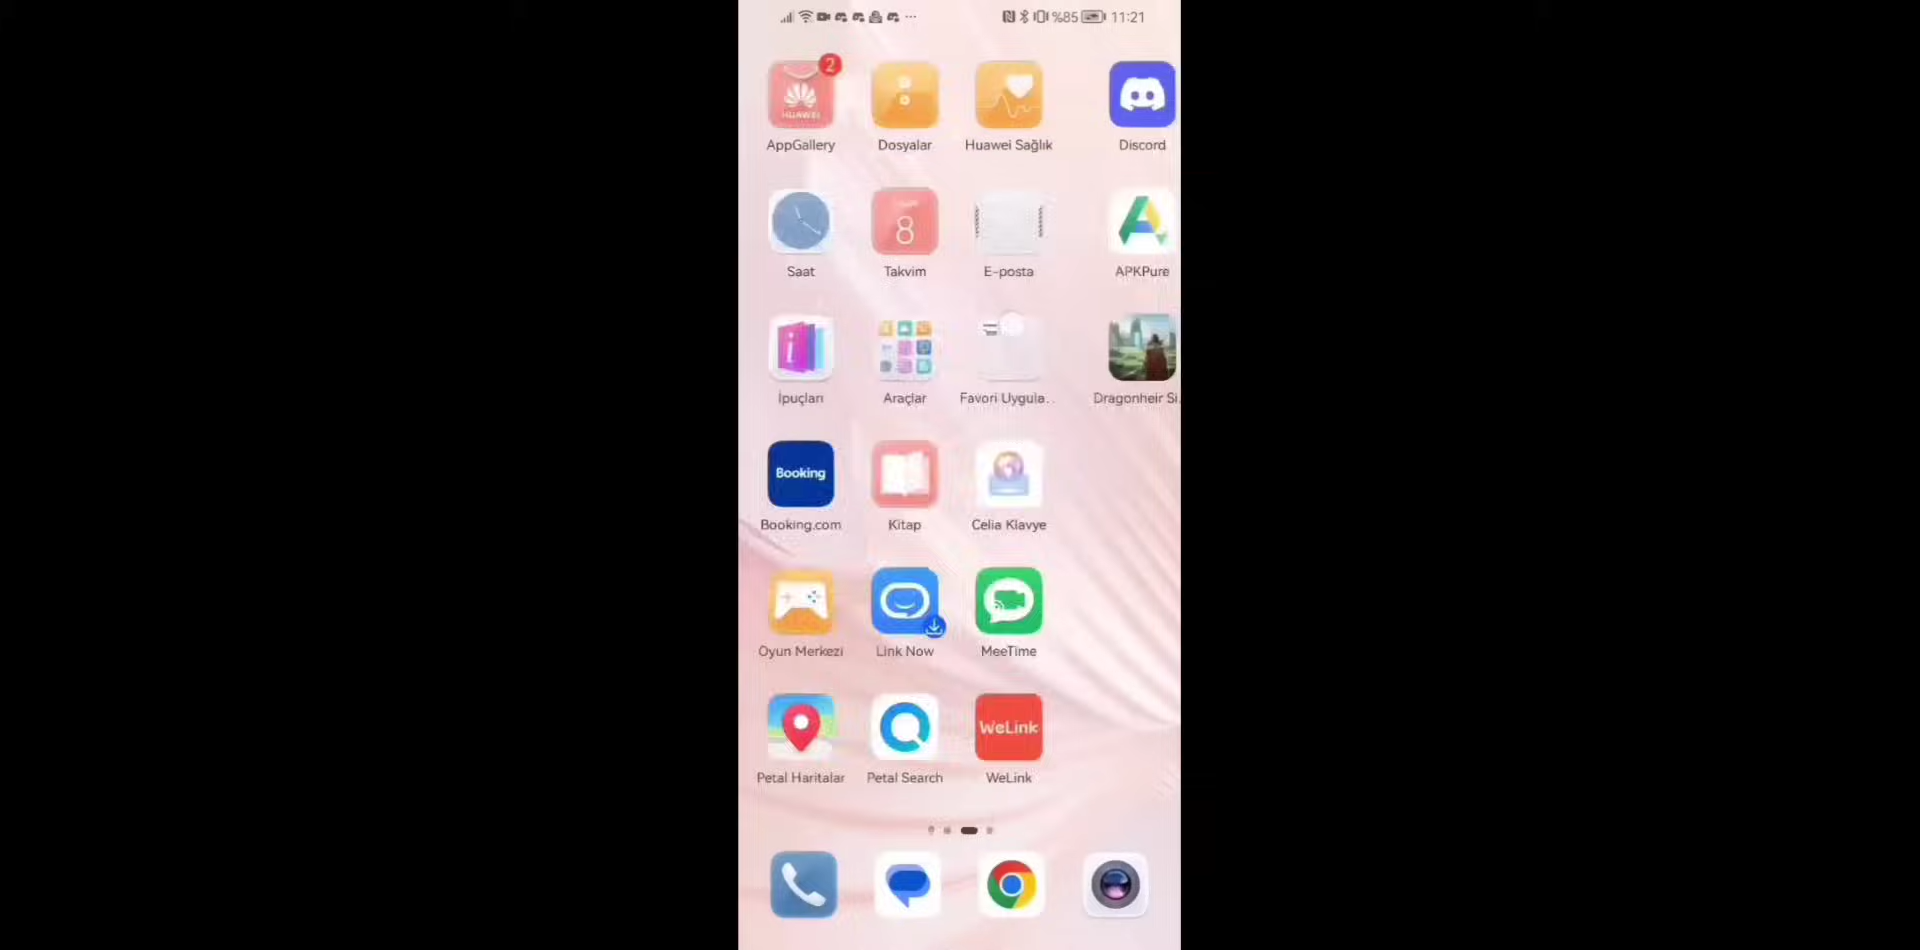 %85 11:21
2
HUAWEI
AppGallery Dosyalar Huawei Sağlık Discord
8
Saat Takvim E-posta APKPure
İpuçları Araçlar Favori Uygula.. Dragonheir Si.
Booking
Booking.com Kitap Celia Klavye
Oyun Merkezi Link Now MeeTime
WeLink
Petal Haritalar Petal Search WeLink